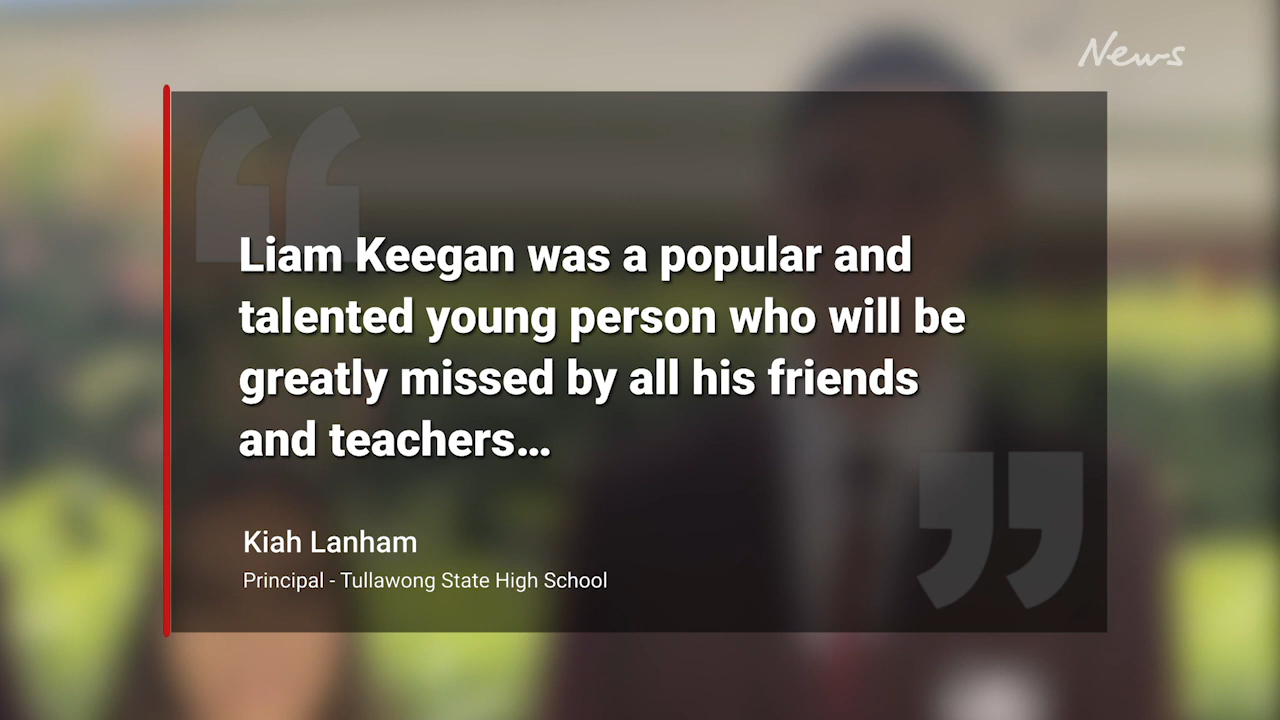 News
Liam Keegan was a popular and
talented young person who will be
greatly missed by all his friends
and teachers…
Kiah Lanham
Principal - Tullawong State High School